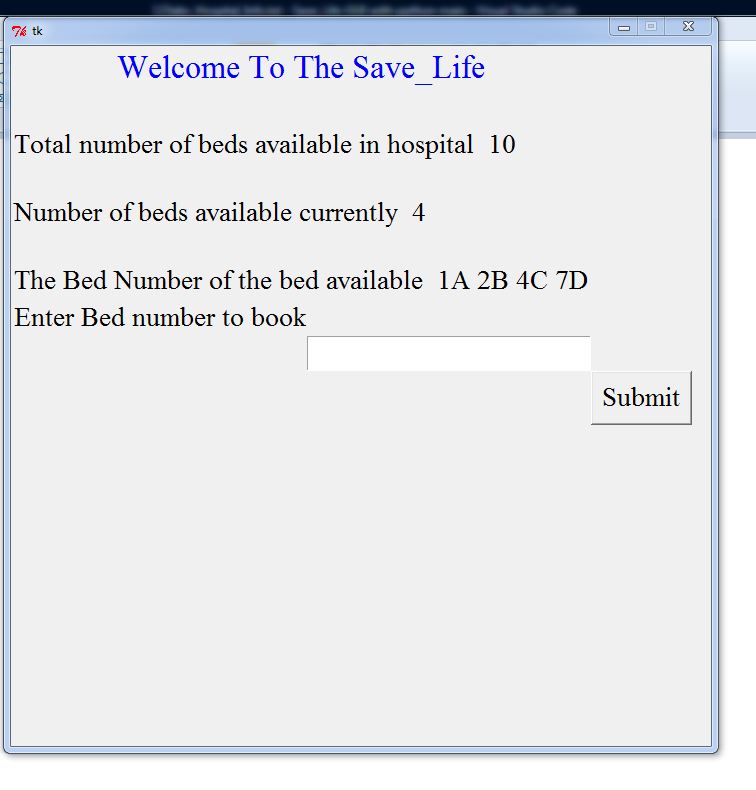 tk
Welcome To The Save_Life
Total number of beds available in hospital 10
Number of beds available currently 4
The Bed Number of the bed available 1A 2B 4C 7D
Enter Bed number to book
Submit